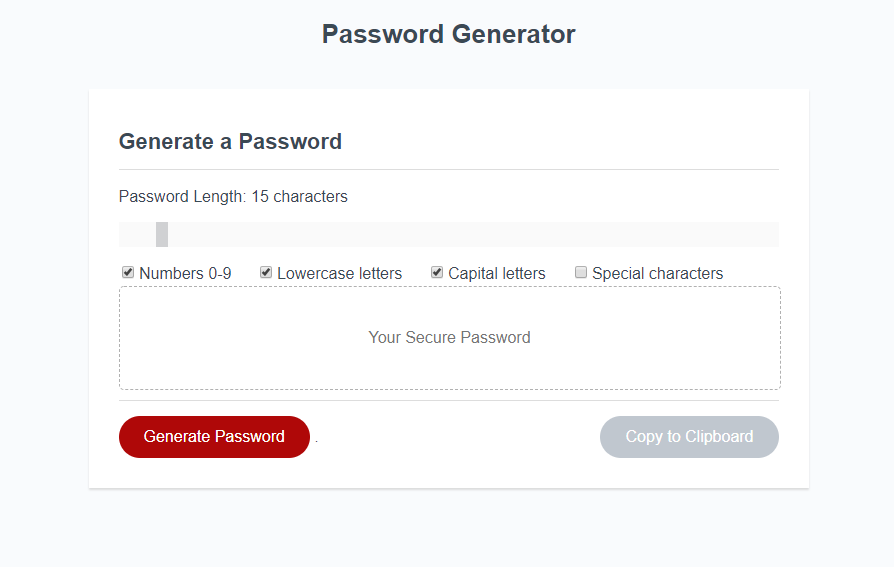 Password Generator
Generate a Password
Password Length: 15 characters
Numbers 0-9 Lowercase letters Capital letters Special characters
Your Secure Password
Generate Password . Copy to Clipboard